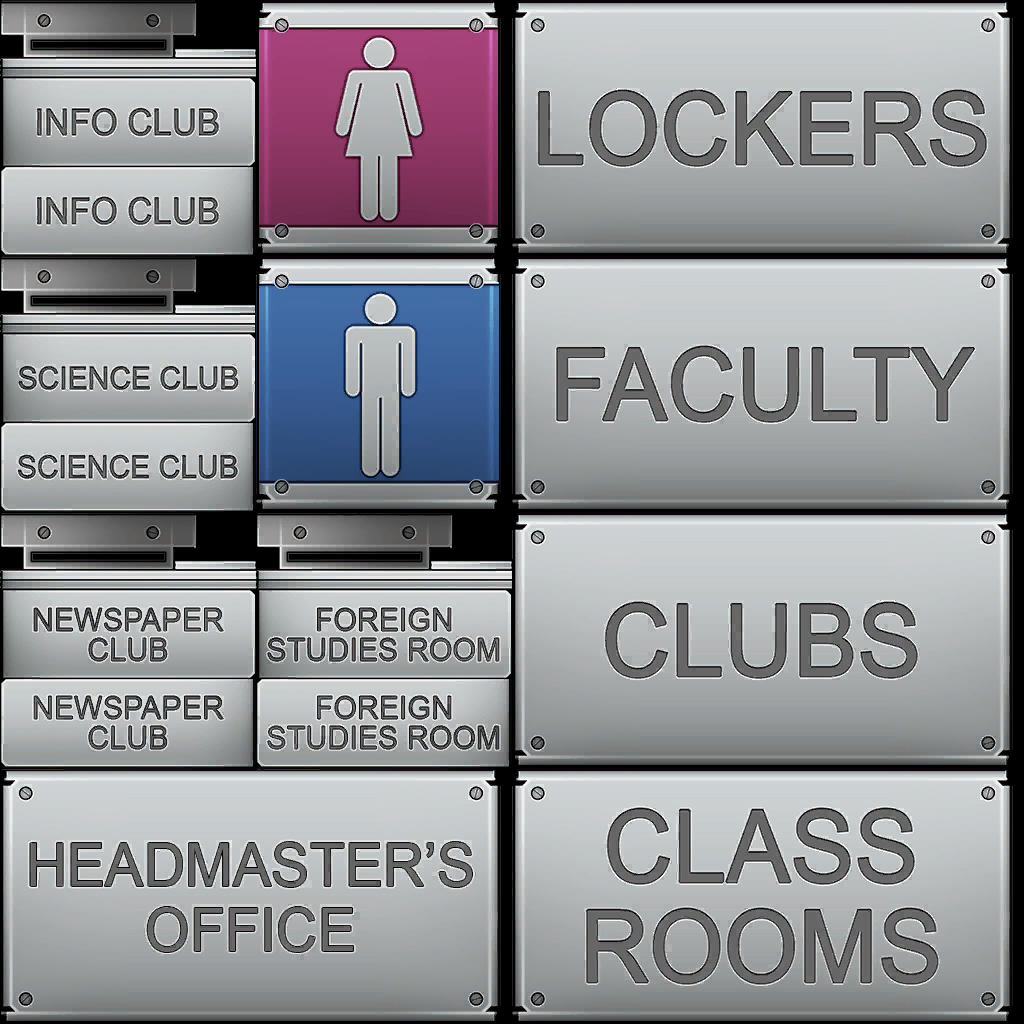 INFO CLUB
INFO CLUB
LOCKERS
SCIENCE CLUB
SCIENCE CLUB
FACULTY
NEWSPAPER
CLUB
NEWSPAPER
CLUB
FOREIGN
STUDIES ROOM
FOREIGN
STUDIES ROOM
CLUBS
HEADMASTER’S
OFFICE
CLASS
ROOMS